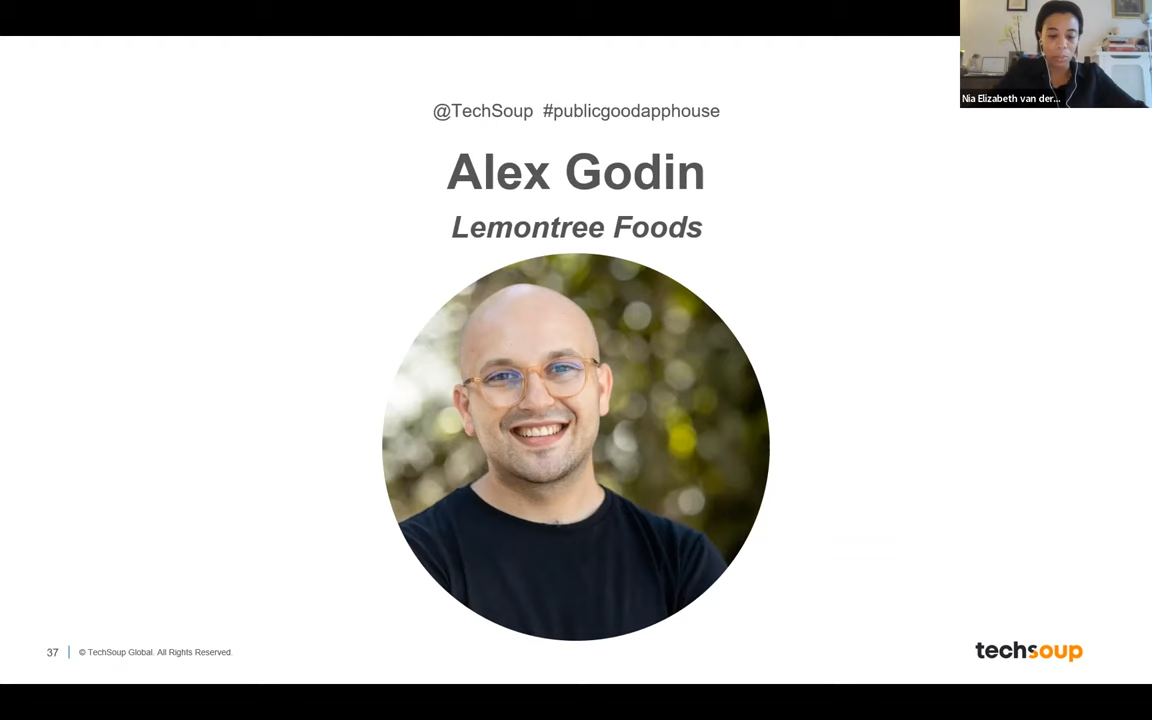 @TechSoup #publicgoodapphouse
Alex Godin
Lemontree Foods
Nia Elizabeth van der...
37
© TechSoup Global. All Rights Reserved.
techsoup